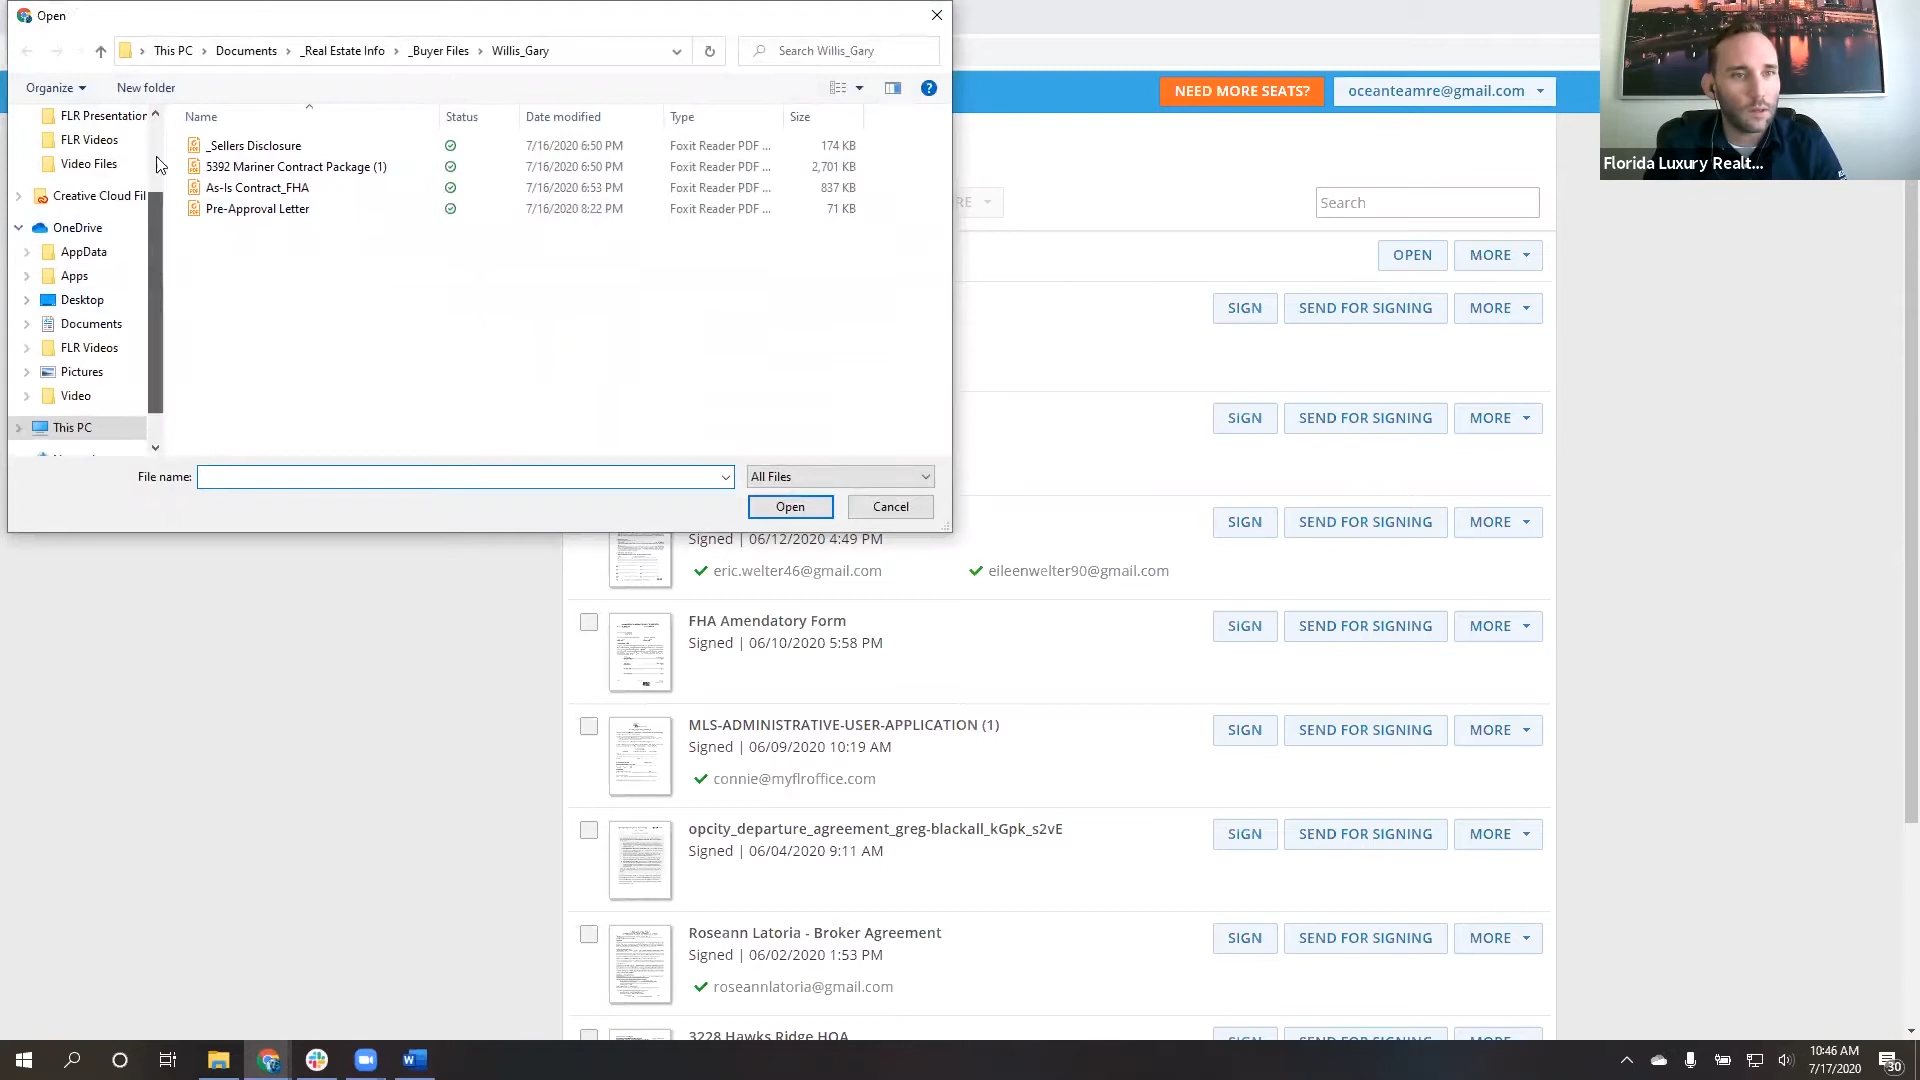 Open
This PC > Documents > _Real Estate Info > _Buyer Files > Willis_Gary
Search Willis_Gary
Organize
New folder
Name Status Date modified Type Size
_Sellers Disclosure 7/16/2020 6:50 PM Foxit Reader PDF ... 174 KB
5392 Mariner Contract Package (1) 7/16/2020 6:50 PM Foxit Reader PDF ... 2,701 KB
As-Is Contract_FHA 7/16/2020 6:53 PM Foxit Reader PDF ... 837 KB
Pre-Approval Letter 7/16/2020 8:22 PM Foxit Reader PDF ... 71 KB
FLR Presentation
FLR Videos
Video Files
Creative Cloud Fil
OneDrive
AppData
Apps
Desktop
Documents
FLR Videos
Pictures
Video
This PC
File name:
All Files
Open Cancel
NEED MORE SEATS? oceanteamre@gmail.com
Florida Luxury Realt...
RE
Search
OPEN MORE
SIGN SEND FOR SIGNING MORE
SIGN SEND FOR SIGNING MORE
SIGN SEND FOR SIGNING MORE
Signed | 06/12/2020 4:49 PM
eric.welter46@gmail.com eileenwelter90@gmail.com
FHA Amendatory Form
Signed | 06/10/2020 5:58 PM
SIGN SEND FOR SIGNING MORE
MLS-ADMINISTRATIVE-USER-APPLICATION (1)
Signed | 06/09/2020 10:19 AM
connie@myflroffice.com
SIGN SEND FOR SIGNING MORE
opcity_departure_agreement_greg-blackall_kGpk_s2vE
Signed | 06/04/2020 9:11 AM
SIGN SEND FOR SIGNING MORE
Roseann Latoria - Broker Agreement
Signed | 06/02/2020 1:53 PM
roseannlatoria@gmail.com
SIGN SEND FOR SIGNING MORE
3228 Hawks Ridge HOA
SIGN SEND FOR SIGNING MORE
10:46 AM
7/17/2020
30